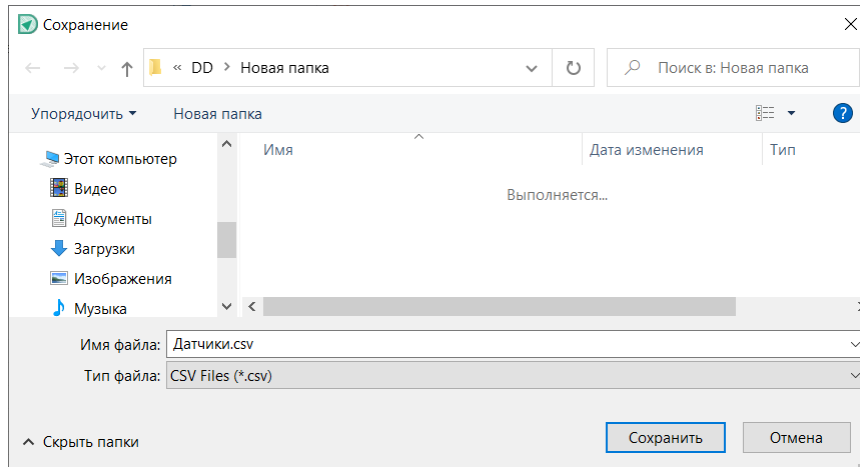 Сохранение
« DD > Новая папка
Поиск в: Новая папка
Упорядочить Новая папка
Имя Дата изменения Тип
Этот компьютер
Выполняется...
Видео
Документы
Загрузки
Изображения
Музыка
Имя файла: Датчики.csv
Тип файла: CSV Files (*.csv)
Скрыть папки
Сохранить Отмена